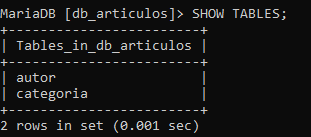 MariaDB [db_articulos]> SHOW TABLES;
+-------------------------+
| Tables_in_db_articulos |
+-------------------------+
| autor |
| categoria |
+-------------------------+
2 rows in set (0.001 sec)